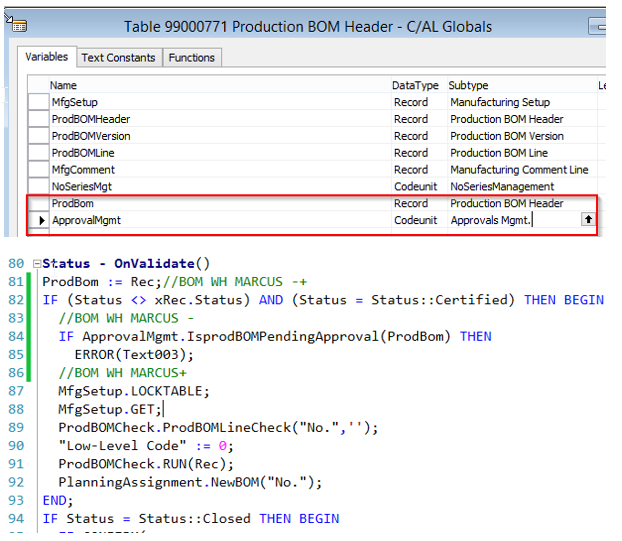 Table 99000771 Production BOM Header - C/AL Globals
Variables Text Constants Functions
Name DataType Subtype Le
MfgSetup Record Manufacturing Setup
ProdBOMHeader Record Production BOM Header
ProdBOMVersion Record Production BOM Version
ProdBOMLine Record Production BOM Line
MfgComment Record Manufacturing Comment Line
NoSeriesMgt Codeunit NoSeriesManagement
ProdBom Record Production BOM Header
ApprovalMgmt Codeunit Approvals Mgmt.
80 Status - OnValidate()
81 ProdBom := Rec;//BOM WH MARCUS -+
82 IF (Status <> xRec.Status) AND (Status = Status::Certified) THEN BEGIN
83 //BOM WH MARCUS -
84 IF ApprovalMgmt.IsprodBOMPendingApproval(ProdBom) THEN
85 ERROR(Text003);
86 //BOM WH MARCUS+
87 MfgSetup.LOCKTABLE;
88 MfgSetup.GET;
89 ProdBOMCheck.ProdBOMLineCheck("No.",'');
90 "Low-Level Code" := 0;
91 ProdBOMCheck.RUN(Rec);
92 PlanningAssignment.NewBOM("No.");
93 END;
94 IF Status = Status::Closed THEN BEGIN